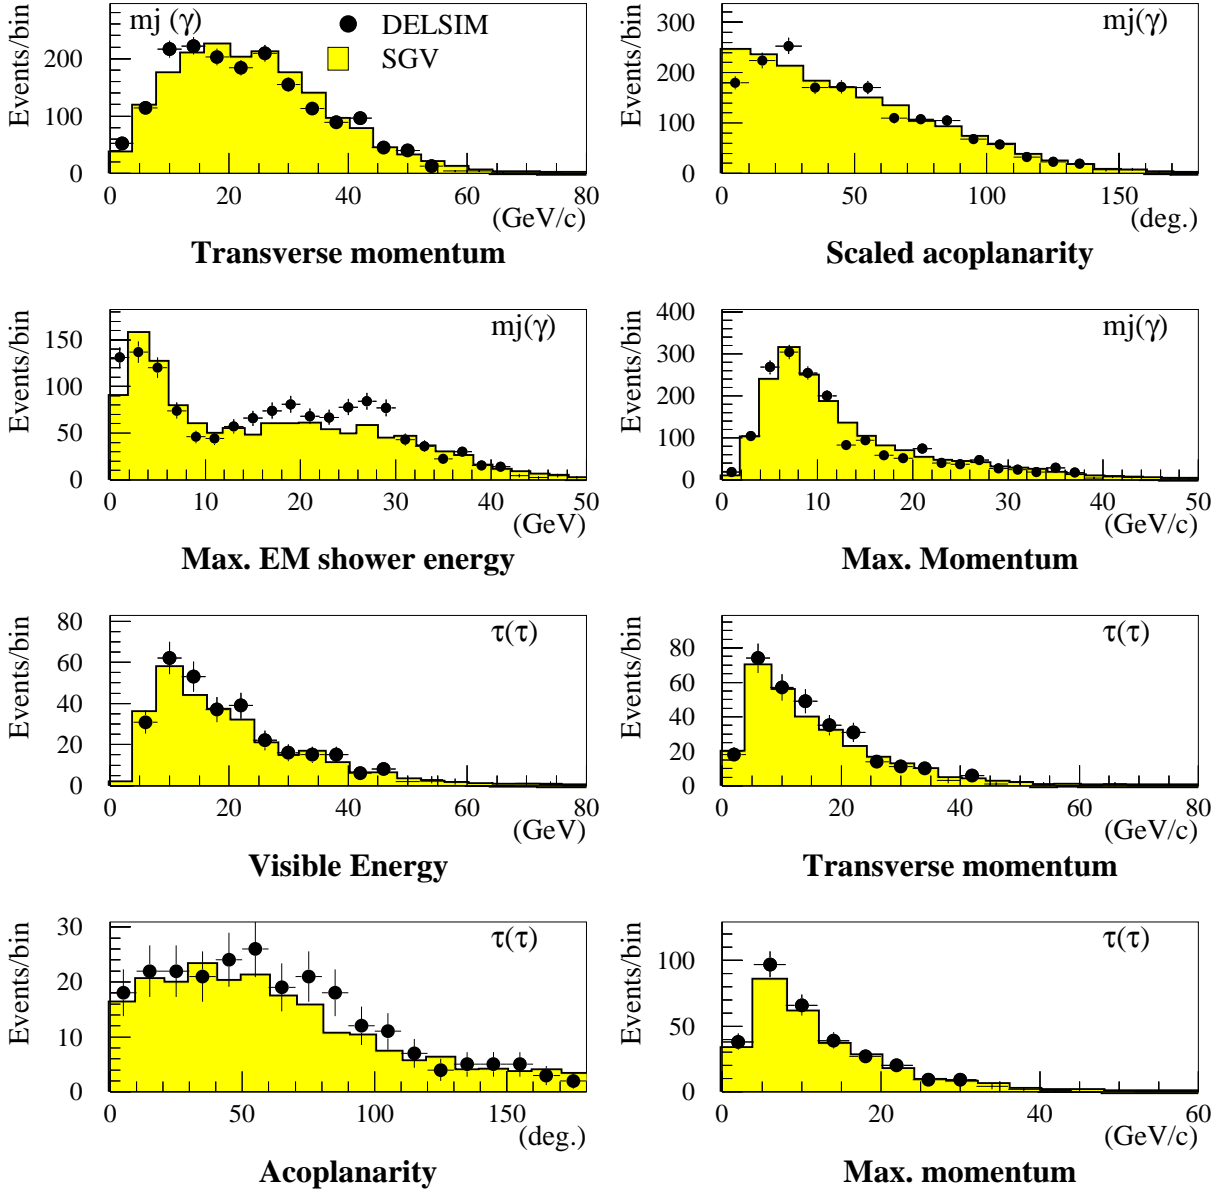 Events/bin
mj (γ)
DELSIM
SGV
200
100
0
0 20 40 60 80
(GeV/c)
Transverse momentum
Events/bin
mj(γ)
300
200
100
0
0 50 100 150
(deg.)
Scaled acoplanarity
Events/bin
mj(γ)
150
100
50
0
0 10 20 30 40 50
(GeV)
Max. EM shower energy
Events/bin
mj(γ)
400
300
200
100
0
0 10 20 30 40 50
(GeV/c)
Max. Momentum
Events/bin
τ(τ)
80
60
40
20
0
0 20 40 60 80
(GeV)
Visible Energy
Events/bin
τ(τ)
80
60
40
20
0
0 20 40 60 80
(GeV/c)
Transverse momentum
Events/bin
τ(τ)
30
20
10
0
0 50 100 150
(deg.)
Acoplanarity
Events/bin
τ(τ)
100
50
0
0 20 40 60
(GeV/c)
Max. momentum